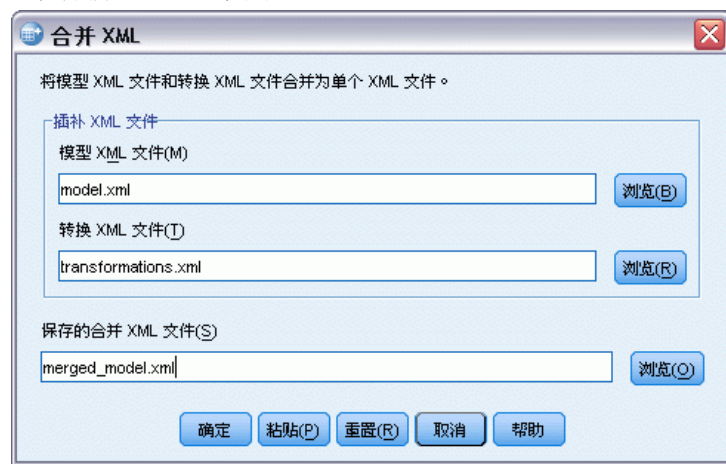 合并 XML
将模型 XML 文件和转换 XML 文件合并为单个 XML 文件。
插补 XML 文件
模型 XML 文件(M)
model.xml
浏览(B)
转换 XML 文件(T)
transformations.xml
浏览(R)
保存的合并 XML 文件(S)
merged_model.xml
浏览(O)
确定 粘贴(P) 重置(R) 取消 帮助